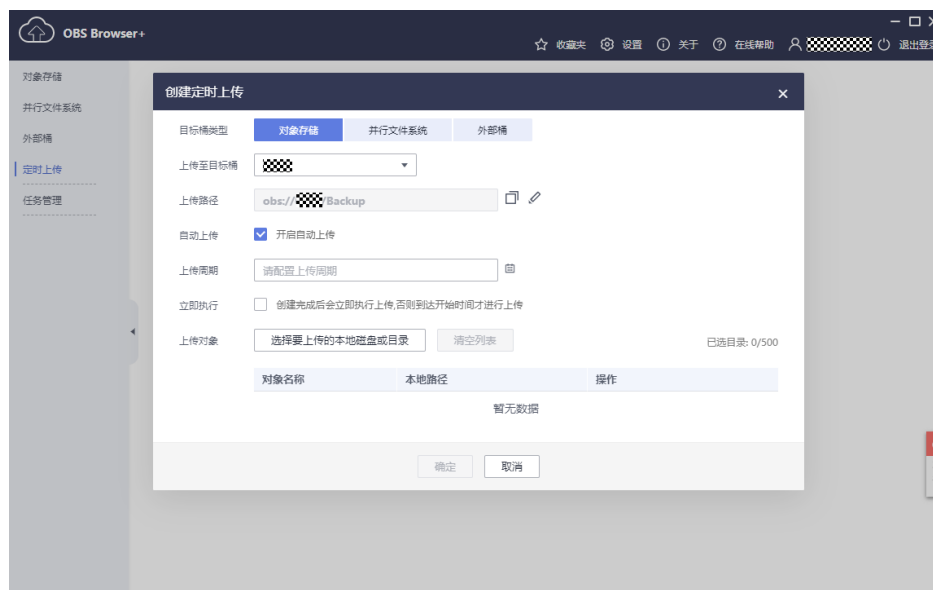 OBS Browser+
收藏夹 设置 关于 在线帮助 退出登录
对象存储
并行文件系统
外部桶
定时上传
任务管理
创建定时上传
目标桶类型 对象存储 并行文件系统 外部桶
上传至目标桶
上传路径 obs:// /Backup
自动上传 开启自动上传
上传周期 请配置上传周期
立即执行 创建完成后会立即执行上传,否则到达开始时间才进行上传
上传对象 选择要上传的本地磁盘或目录 清空列表 已选目录: 0/500
对象名称 本地路径 操作
暂无数据
确定 取消